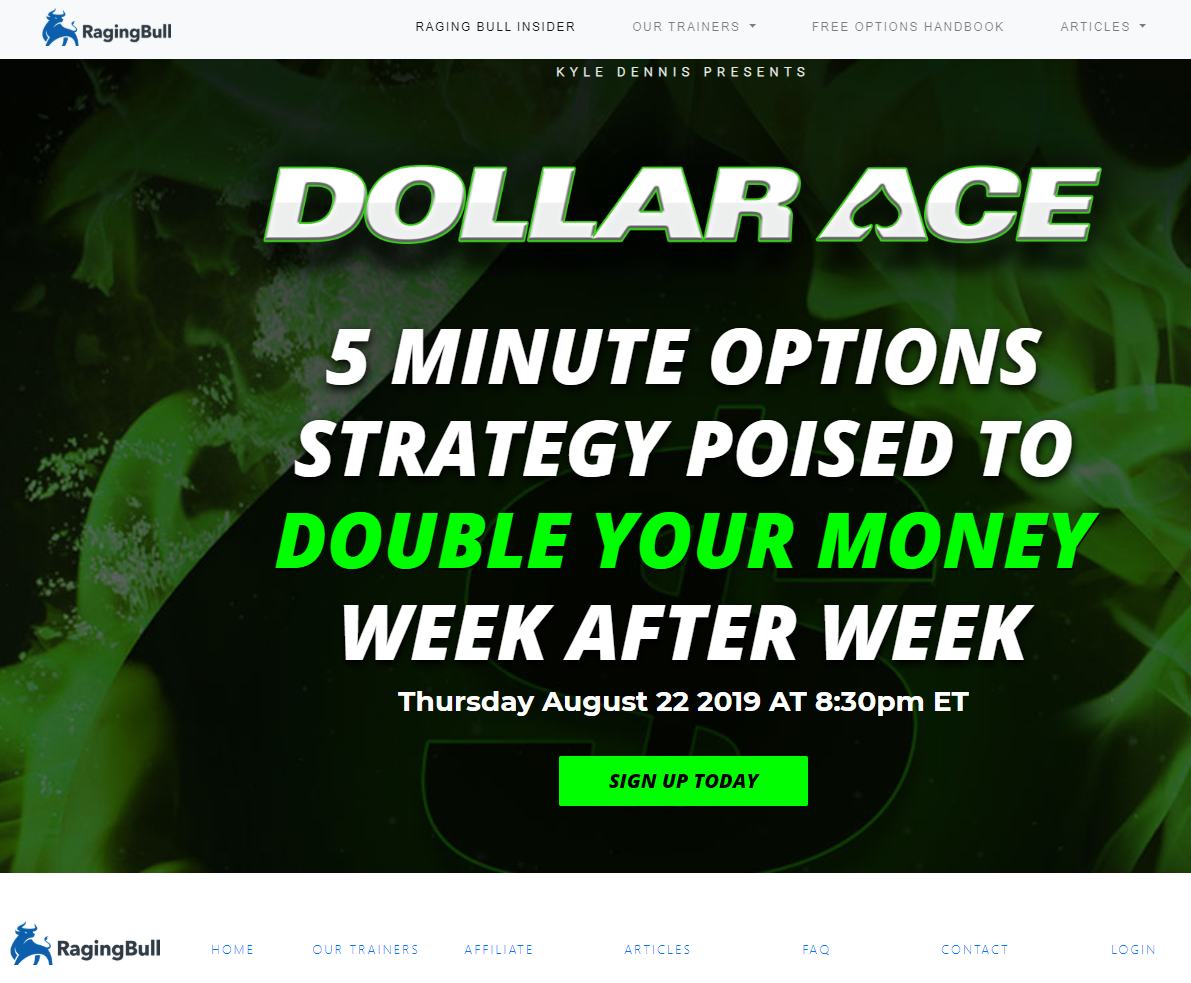 RagingBull RAGING BULL INSIDER OUR TRAINERS FREE OPTIONS HANDBOOK ARTICLES
KYLE DENNIS PRESENTS
DOLLAR ACE
5 MINUTE OPTIONS
STRATEGY POISED TO
DOUBLE YOUR MONEY
WEEK AFTER WEEK
Thursday August 22 2019 AT 8:30pm ET
SIGN UP TODAY
RagingBull HOME OUR TRAINERS AFFILIATE ARTICLES FAQ CONTACT LOGIN